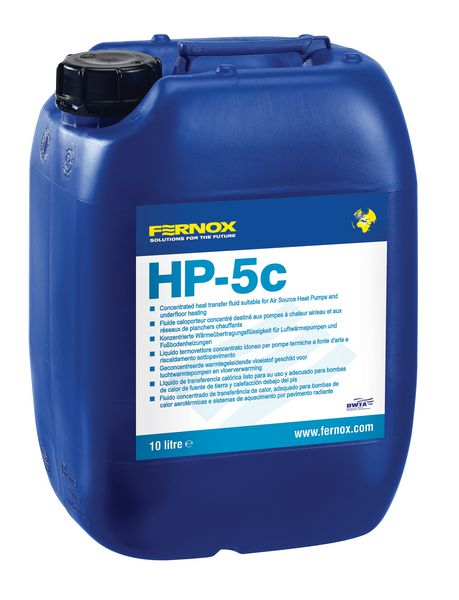 FERNOX
SOLUTIONS FOR THE FUTURE
HP-5c
Concentrated heat transfer fluid suitable for Air Source Heat Pumps and
underfloor heating
Fluide caloporteur concentré destiné aux pompes à chaleur air/eau et aux
réseaux de planchers chauffants
Konzentrierte Wärmeübertragungsflüssigkeit für Luftwärmepumpen und
Fußbodenheizungen
Liquido termovettore concentrato idoneo per pompe termiche a fonte d'aria e
riscaldamento sottopavimento
Geconcentreerde warmtegeleidende vloeistof geschikt voor
luchtwarmtepompen en vloerverwarming
Líquido de transferencia calórica listo para su uso y adecuado para bombas
de calor de fuente de tierra y calefacción debajo del piso
Fluido concentrado de transferência de calor, adequado para bombas de
calor aerotérmicas e sistemas de aquecimento por pavimento radiante
BWTA
10 litre e
www.fernox.com